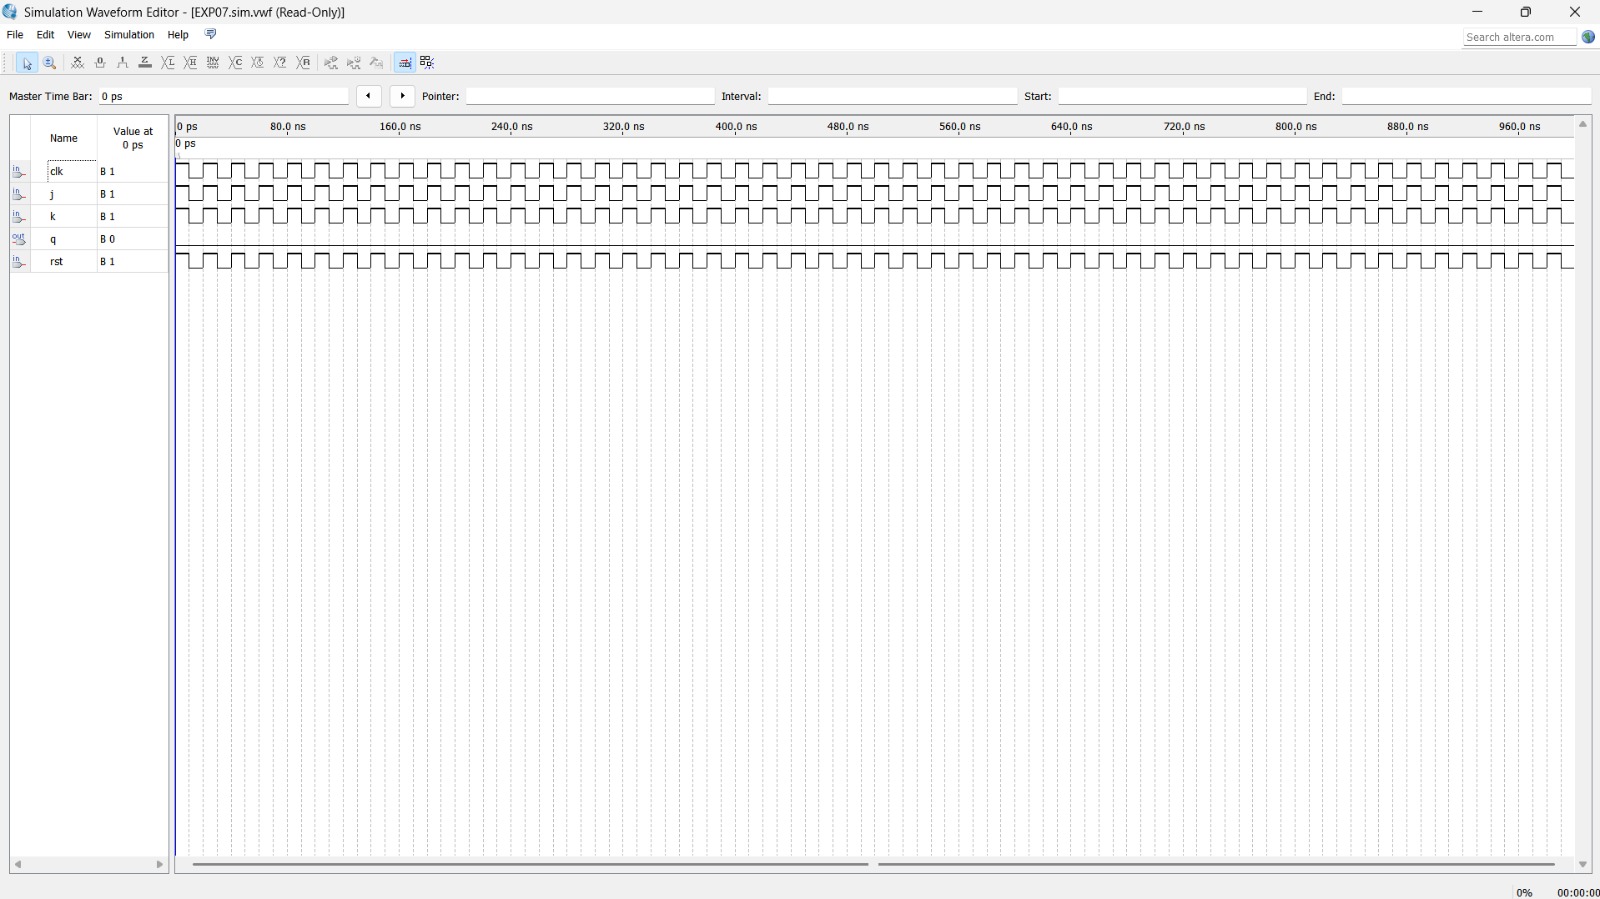 Simulation Waveform Editor - [EXP07.sim.vwf (Read-Only)]
File Edit View Simulation Help
Search altera.com
Master Time Bar: 0 ps Pointer: Interval: Start: End:
Name Value at 0 ps
0 ps 80.0 ns 160.0 ns 240.0 ns 320.0 ns 400.0 ns 480.0 ns 560.0 ns 640.0 ns 720.0 ns 800.0 ns 880.0 ns 960.0 ns
0 ps
in clk B 1
in j B 1
in k B 1
out q B 0
in rst B 1
0% 00:00:00